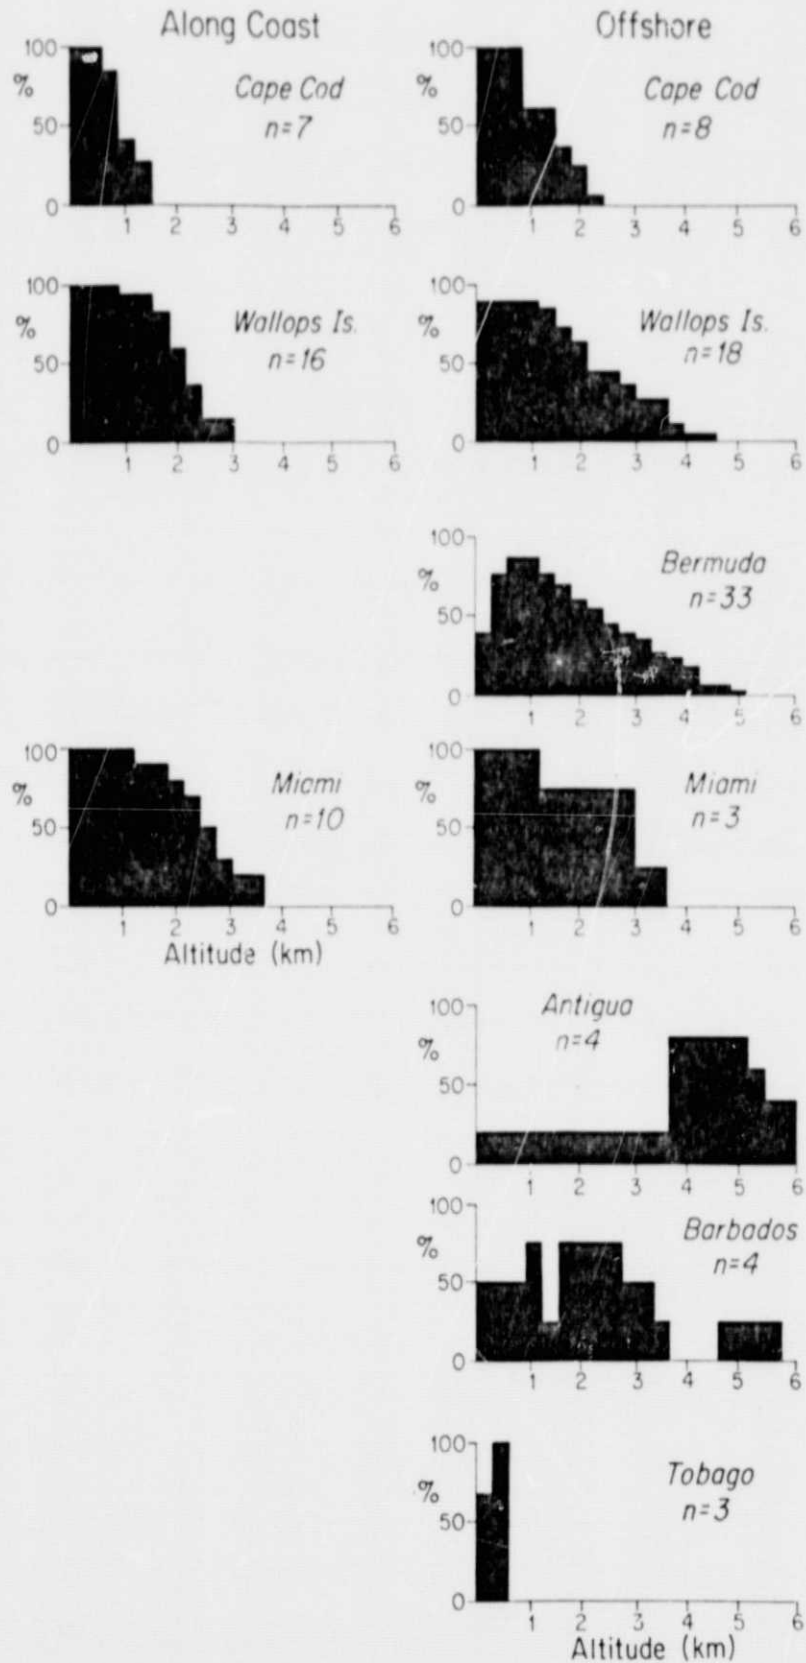 Along Coast
Offshore
100
%
50
0
Cape Cod
n=7
1 2 3 4 5 6
100
%
50
0
Cape Cod
n=8
1 2 3 4 5 6
100
%
50
0
Wallops Is.
n=16
1 2 3 4 5 6
100
%
50
0
Wallops Is.
n=18
1 2 3 4 5 6
100
%
50
0
Bermuda
n=33
1 2 3 4 5 6
100
%
50
0
Miami
n=10
1 2 3 4 5 6
Altitude (km)
100
%
50
0
Miami
n=3
1 2 3 4 5 6
100
%
50
0
Antigua
n=4
1 2 3 4 5 6
100
%
50
0
Barbados
n=4
1 2 3 4 5 6
100
%
50
0
Tobago
n=3
1 2 3 4 5 6
Altitude (km)